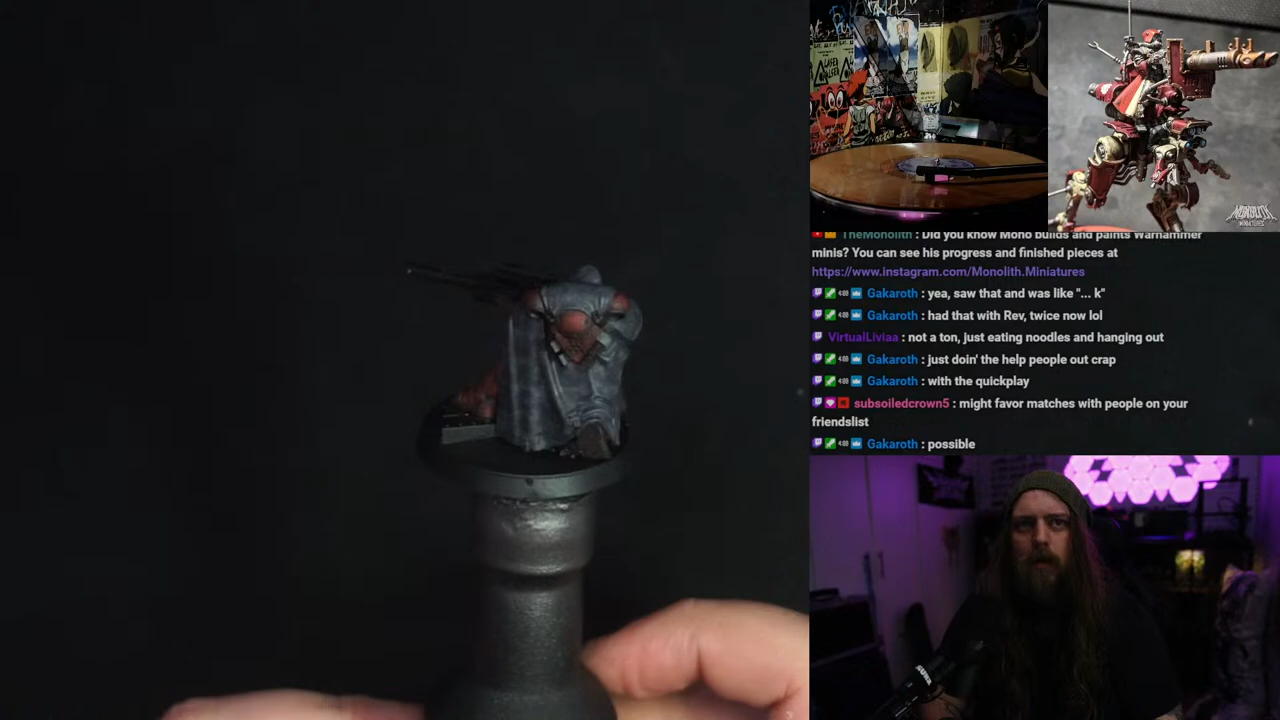 MONOLITH
MINIATURES
TheMonolith : Did you know Mono builds and paints Warhammer
minis? You can see his progress and finished pieces at
https://www.instagram.com/Monolith.Miniatures
Gakaroth : yea, saw that and was like "... k"
Gakaroth : had that with Rev, twice now lol
VirtualLiviaa : not a ton, just eating noodles and hanging out
Gakaroth : just doin' the help people out crap
Gakaroth : with the quickplay
subsoiledcrown5 : might favor matches with people on your
friendslist
Gakaroth : possible